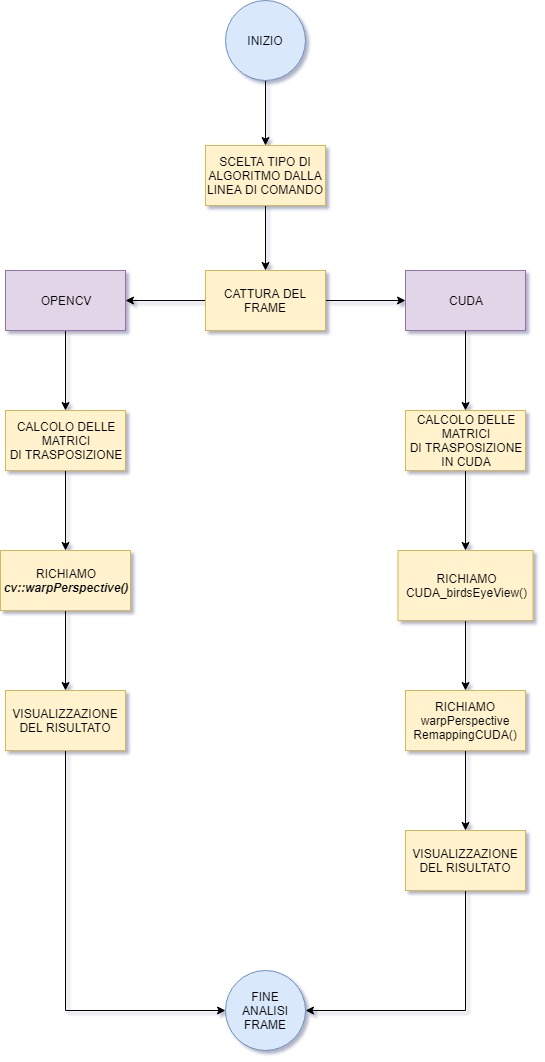 INIZIO
SCELTA TIPO DI
ALGORITMO DALLA
LINEA DI COMANDO
CATTURA DEL
FRAME
OPENCV
CUDA
CALCOLO DELLE
MATRICI
DI TRASPOSIZIONE
CALCOLO DELLE
MATRICI
DI TRASPOSIZIONE
IN CUDA
RICHIAMO
cv::warpPerspective()
RICHIAMO
CUDA_birdsEyeView()
VISUALIZZAZIONE
DEL RISULTATO
RICHIAMO
warpPerspective
RemappingCUDA()
VISUALIZZAZIONE
DEL RISULTATO
FINE
ANALISI
FRAME